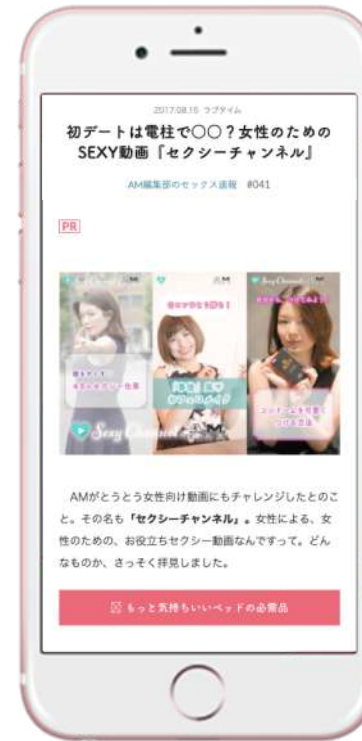 2017.08.15 ラブタイム
初デートは電柱で〇〇？女性のための
SEXY動画『セクシーチャンネル』
AM編集部のセックス速報 #041
PR
Sexy Channel
AMがとうとう女性向け動画にもチャレンジしたとのこ
と。その名も「セクシーチャンネル」。女性による、女
性のための、お役立ちセクシー動画なんですって。どん
なものか、さっそく拝見しました。
もっと気持ちいいベッドの必需品